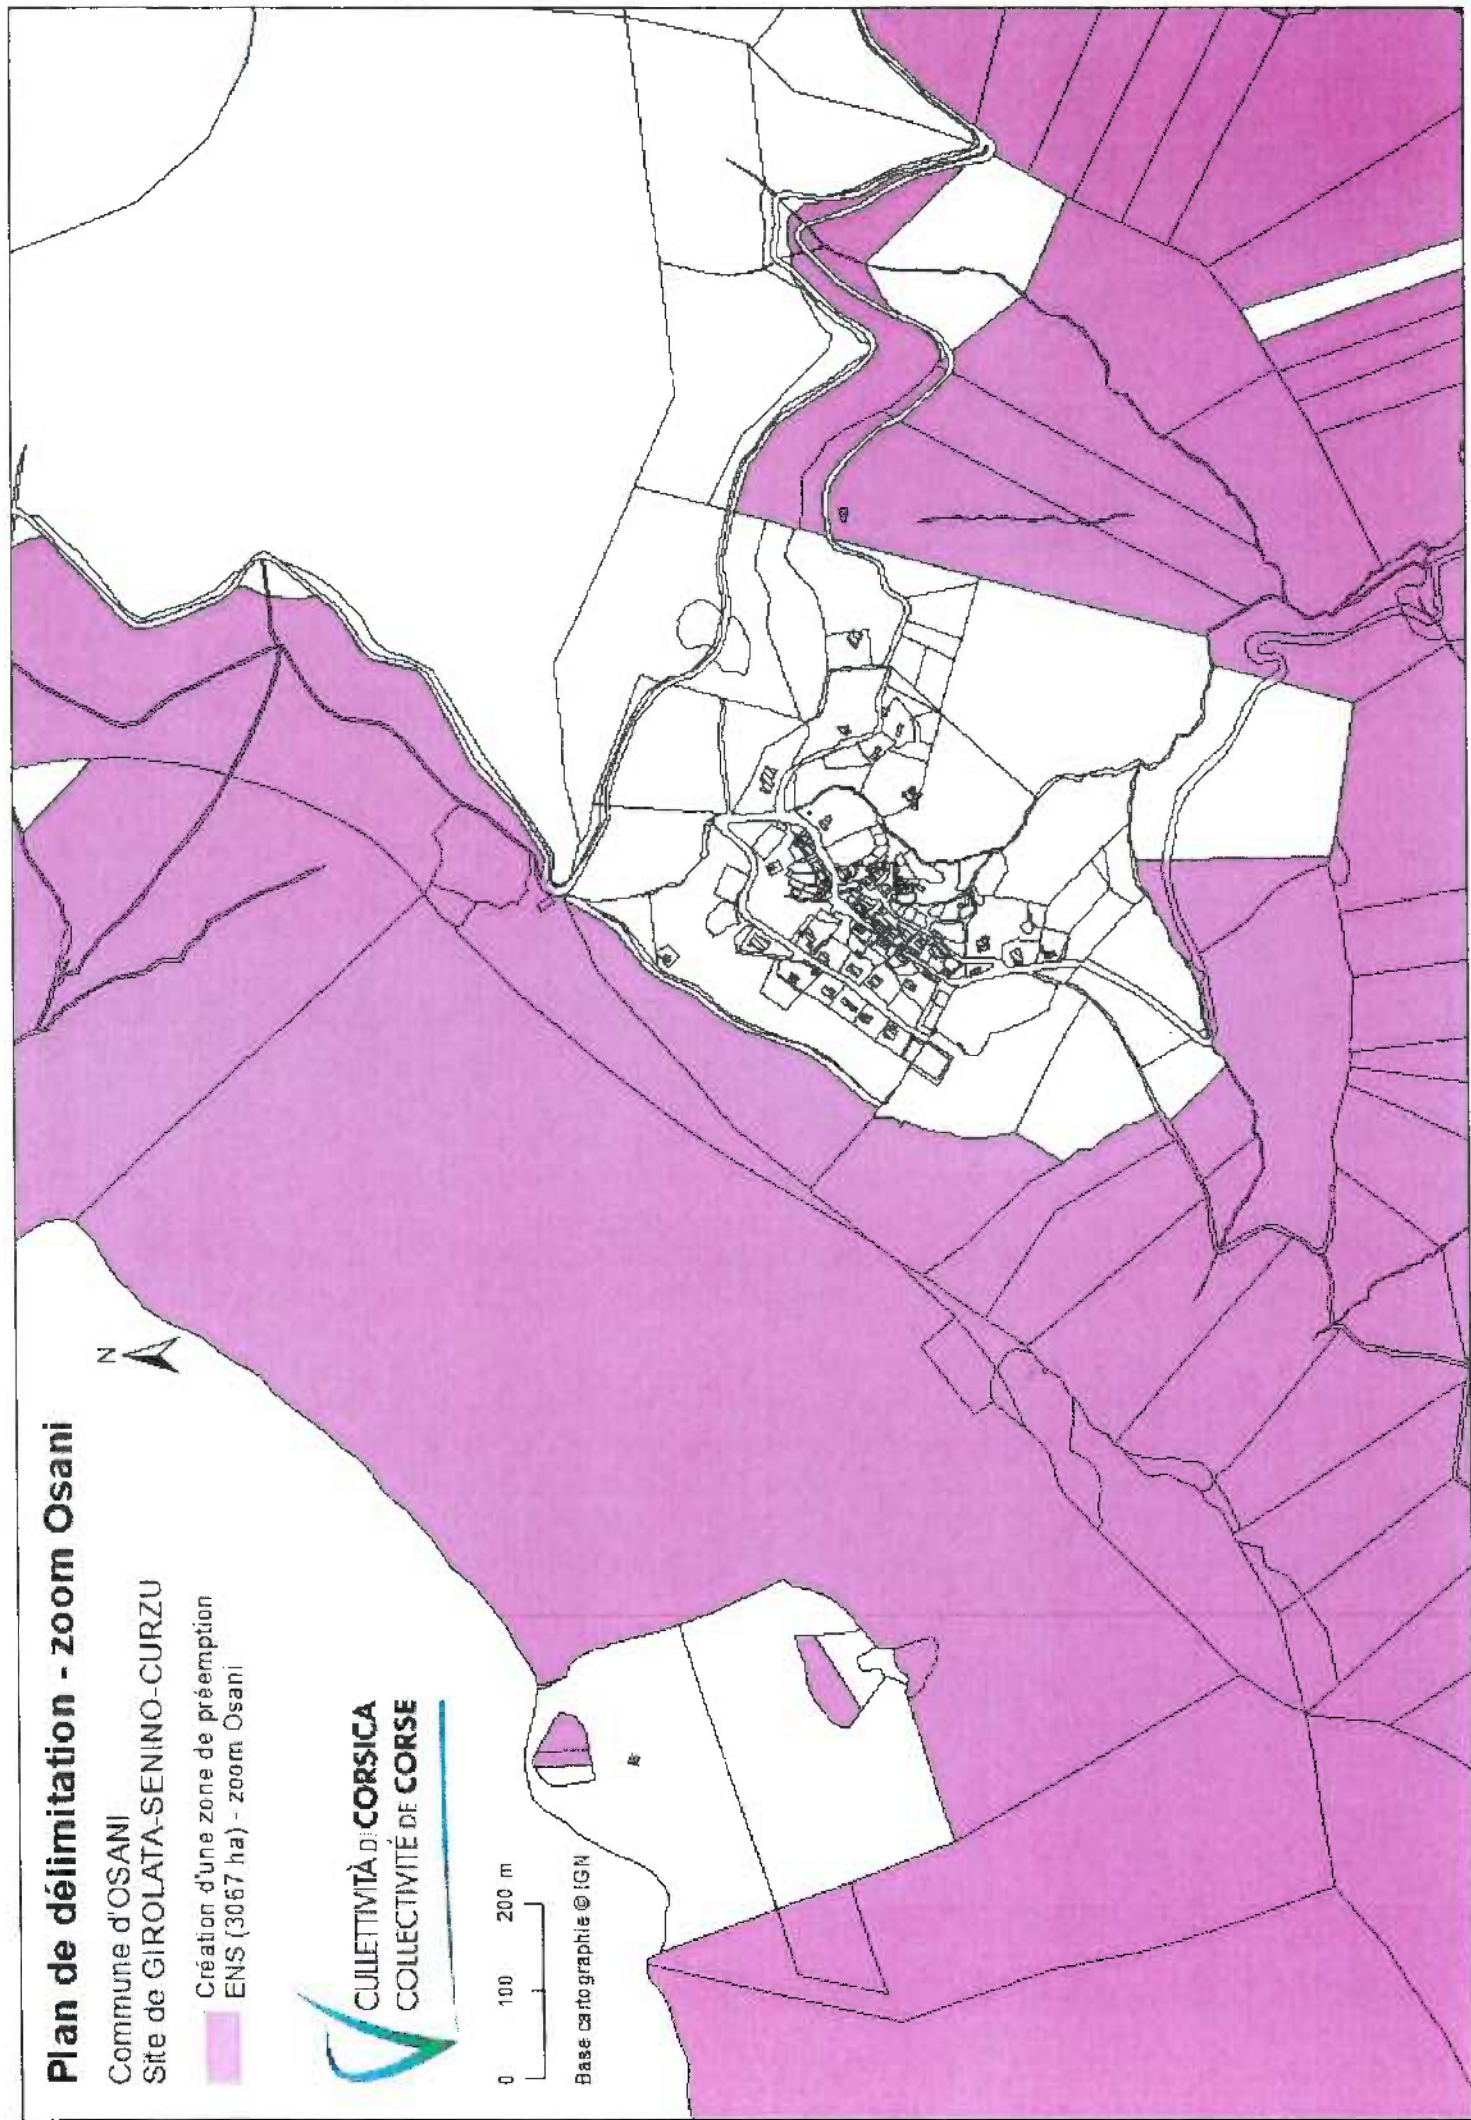 Plan de délimitation - zoom Osani
Commune d'OSANI
Site de GIROLATA-SENINO-CURZU
Création d'une zone de préemption
ENS (3067 ha) - zoom Osani
N
CULLETTIVITÀ DI CORSICA
COLLECTIVITÉ DE CORSE
0 100 200 m
Base cartographie © IGN